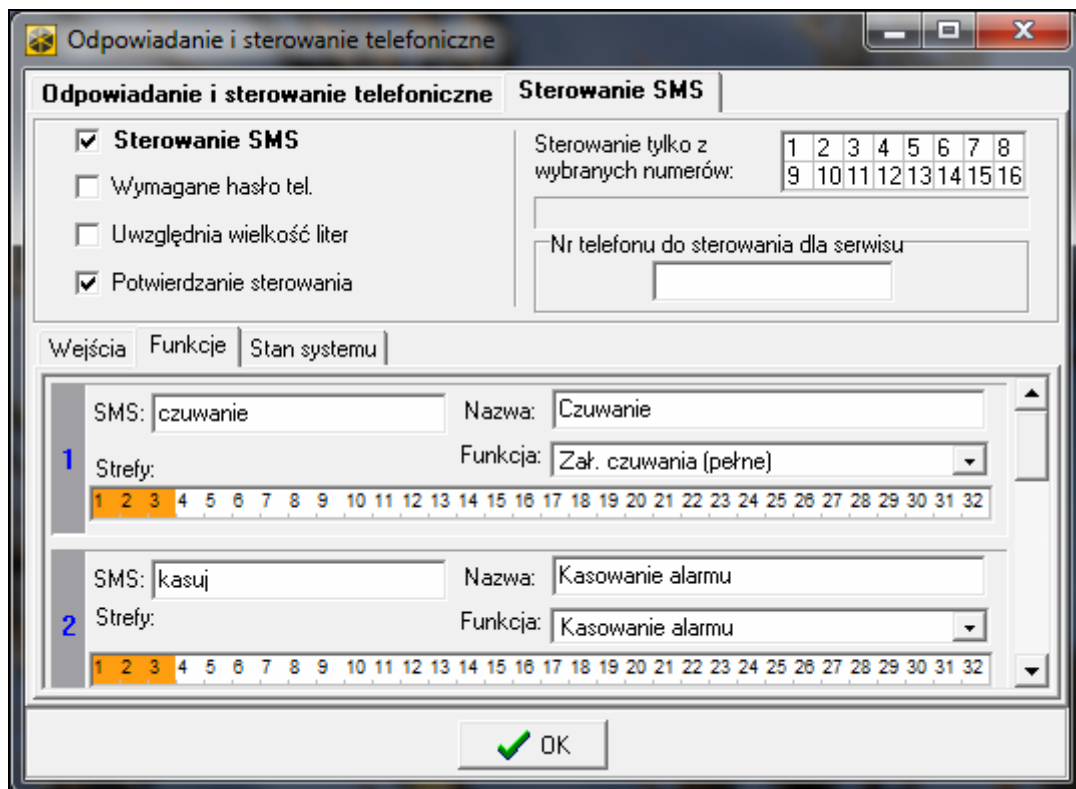 Odpowiadanie i sterowanie telefoniczne
Odpowiadanie i sterowanie telefoniczne Sterowanie SMS
Sterowanie SMS
Wymagane hasło tel.
Uwzględnia wielkość liter
Potwierdzanie sterowania
Sterowanie tylko z
wybranych numerów:
1 2 3 4 5 6 7 8
9 10 11 12 13 14 15 16
Nr telefonu do sterowania dla serwisu
Wejścia Funkcje Stan systemu
1
SMS: czuwanie Nazwa: Czuwanie
Strefy: Funkcja: Zał. czuwania (pełne)
1 2 3 4 5 6 7 8 9 10 11 12 13 14 15 16 17 18 19 20 21 22 23 24 25 26 27 28 29 30 31 32
2
SMS: kasuj Nazwa: Kasowanie alarmu
Strefy: Funkcja: Kasowanie alarmu
1 2 3 4 5 6 7 8 9 10 11 12 13 14 15 16 17 18 19 20 21 22 23 24 25 26 27 28 29 30 31 32
OK